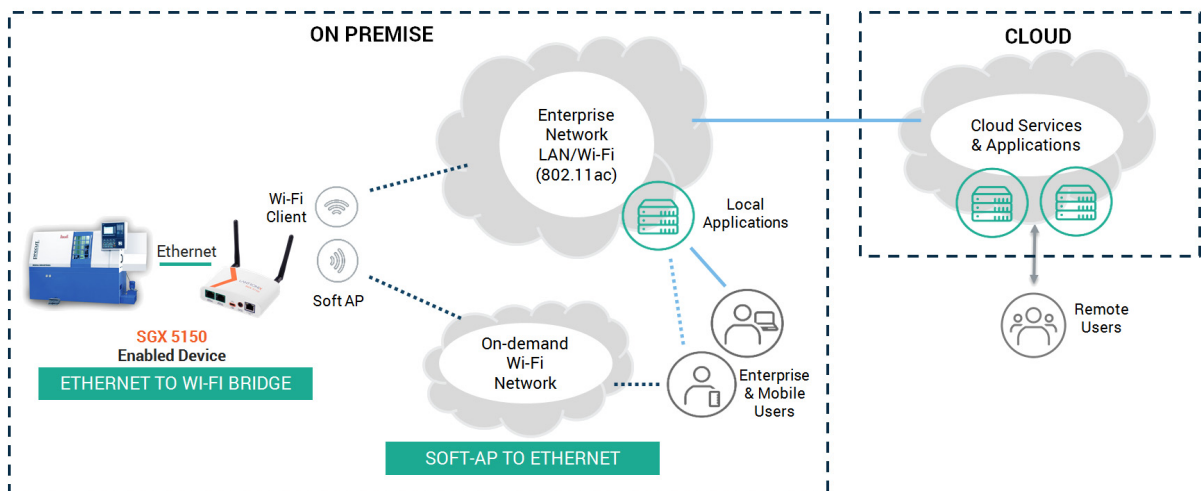 ON PREMISE
CLOUD
Enterprise
Network
LAN/Wi-Fi
(802.11ac)
Cloud Services
& Applications
Wi-Fi
Client
Local
Applications
Ethernet
Soft AP
Remote
Users
SGX 5150
Enabled Device
On-demand
Wi-Fi
Network
Enterprise
& Mobile
Users
ETHERNET TO WI-FI BRIDGE
SOFT-AP TO ETHERNET